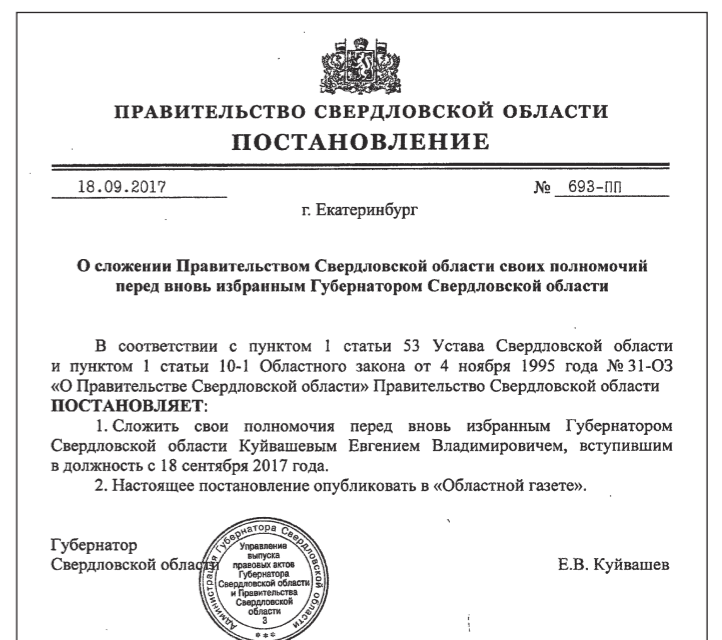 ПРАВИТЕЛЬСТВО СВЕРДЛОВСКОЙ ОБЛАСТИ
ПОСТАНОВЛЕНИЕ
18.09.2017
№ 693-ПП
г. Екатеринбург
О сложении Правительством Свердловской области своих полномочий
перед вновь избранным Губернатором Свердловской области
В соответствии с пунктом 1 статьи 53 Устава Свердловской области
и пунктом 1 статьи 10-1 Областного закона от 4 ноября 1995 года № 31-ОЗ
«О Правительстве Свердловской области» Правительство Свердловской области
ПОСТАНОВЛЯЕТ:
1. Сложить свои полномочия перед вновь избранным Губернатором
Свердловской области Куйвашевым Евгением Владимировичем, вступившим
в должность с 18 сентября 2017 года.
2. Настоящее постановление опубликовать в «Областной газете».
Губернатор
Свердловской области
Е.В. Куйвашев
Администрация Губернатора Свердловской области
Управление
выпуска
правовых актов
Губернатора
Свердловской области
и Правительства
Свердловской
области
3
***